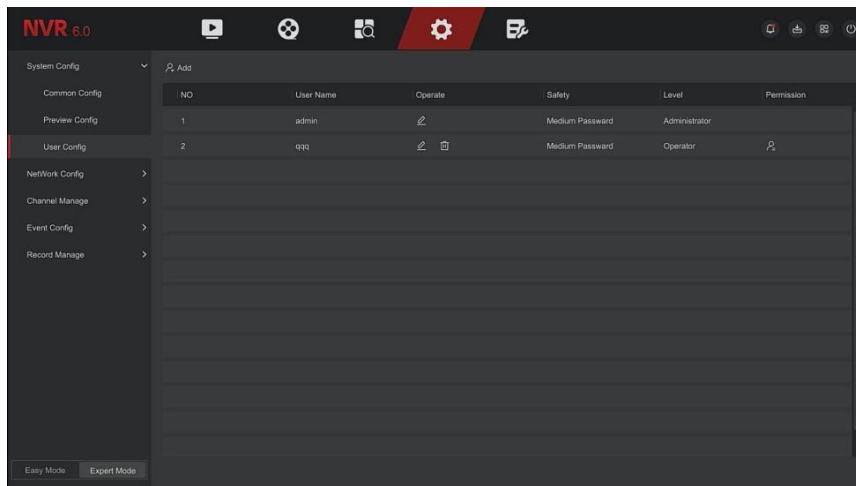 NVR 6.0
System Config
Add
Common Config
NO User Name Operate Safety Level Permission
Preview Config
1 admin Medium Password Administrator
User Config
2 qqq Medium Password Operator
NetWork Config
Channel Manage
Event Config
Record Manage
Easy Mode Expert Mode